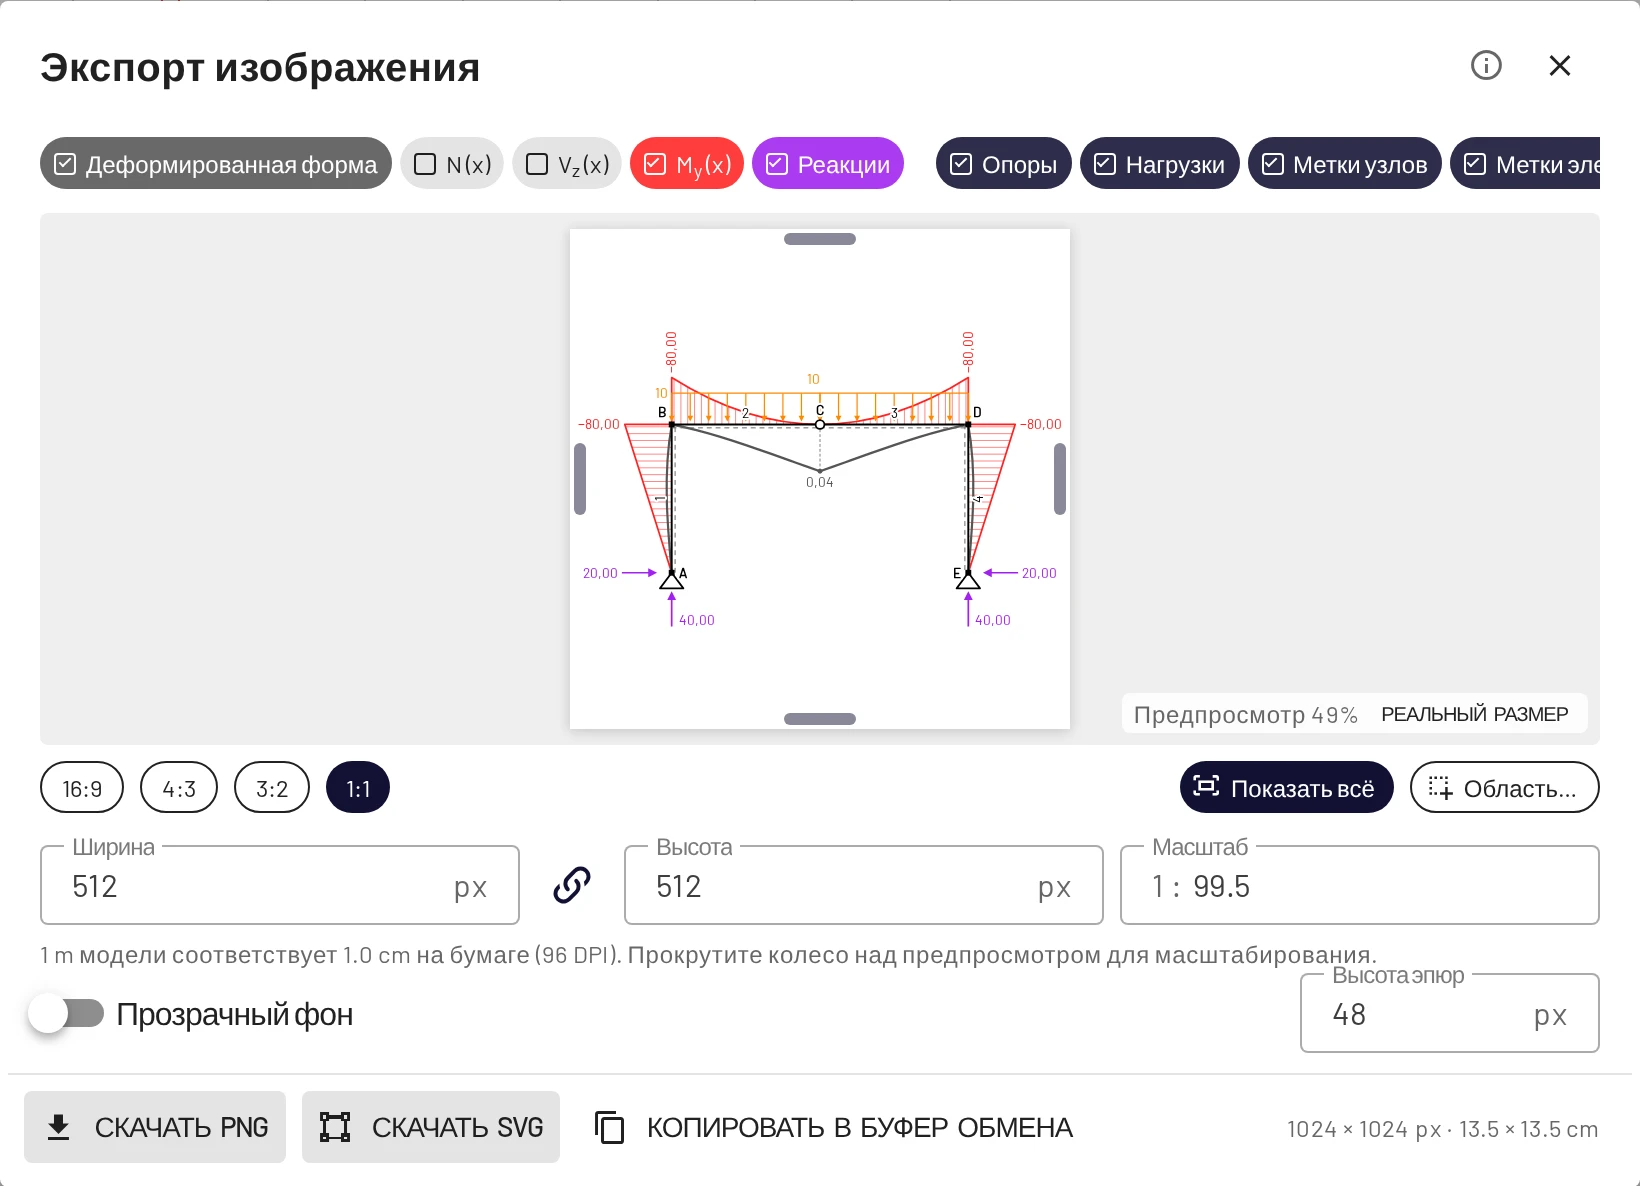 Экспорт изображения
Деформированная форма N(x) Vz(x) My(x) Реакции Опоры Нагрузки Метки узлов Метки эле
−80,00 −80,00
10
10
B 2 C 3 D
−80,00 −80,00
0,04
1 4
20,00 A E 20,00
40,00 40,00
Предпросмотр 49% РЕАЛЬНЫЙ РАЗМЕР
16:9 4:3 3:2 1:1 Показать всё Область...
Ширина Высота Масштаб
512 px 512 px 1 : 99.5
1 m модели соответствует 1.0 cm на бумаге (96 DPI). Прокрутите колесо над предпросмотром для масштабирования.
Высота эпюр
Прозрачный фон 48 px
СКАЧАТЬ PNG СКАЧАТЬ SVG КОПИРОВАТЬ В БУФЕР ОБМЕНА 1024 × 1024 px · 13.5 × 13.5 cm